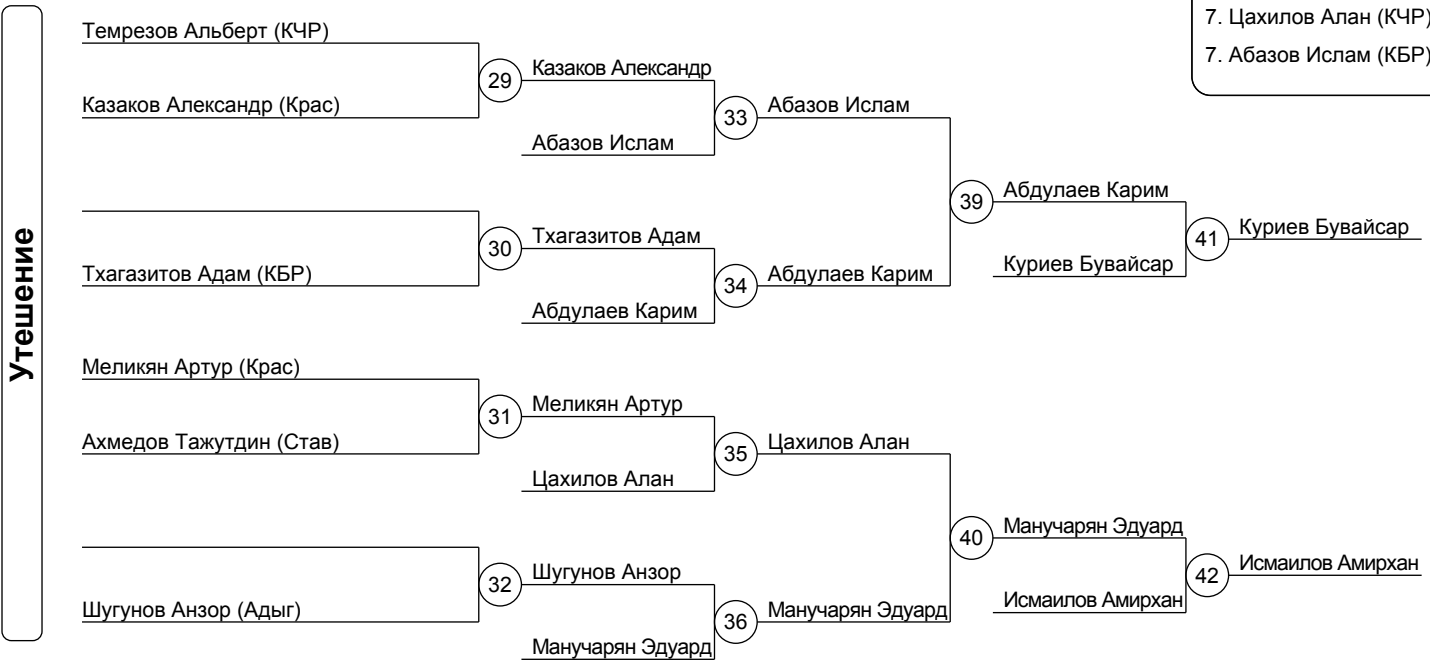 7. Цахилов Алан (КЧР)
7. Абазов Ислам (КБР)
Утешение
Темрезов Альберт (КЧР)
Казаков Александр (Крас)
29
Казаков Александр
Абазов Ислам
33
Абазов Ислам
Тхагазитов Адам (КБР)
30
Тхагазитов Адам
Абдулаев Карим
34
Абдулаев Карим
39
Абдулаев Карим
Куриев Бувайсар
41
Куриев Бувайсар
Меликян Артур (Крас)
Ахмедов Тажутдин (Став)
31
Меликян Артур
Цахилов Алан
35
Цахилов Алан
Шугунов Анзор (Адыг)
32
Шугунов Анзор
Манучарян Эдуард
36
Манучарян Эдуард
40
Манучарян Эдуард
Исмаилов Амирхан
42
Исмаилов Амирхан